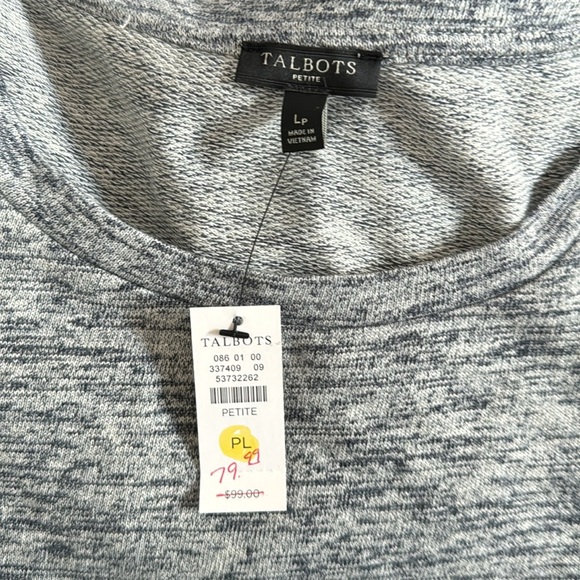 TALBOTS
PETITE
LP
MADE IN
VIETNAM
TALBOTS
086 01 00
337409 09
53732262
PETITE
PL
79.99
$99.00